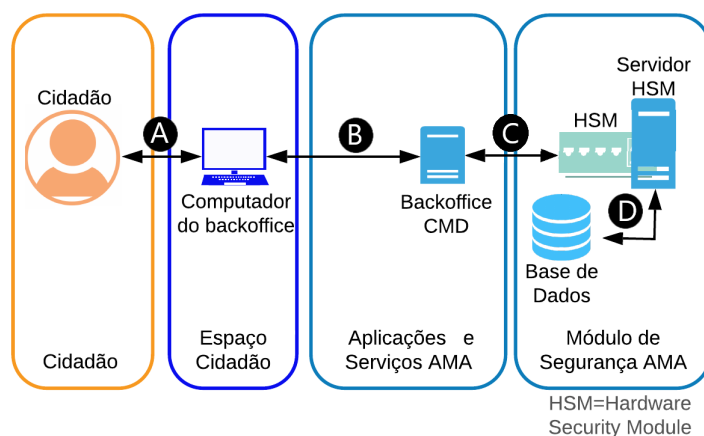 Cidadão
A
Computador
do backoffice
B
Backoffice
CMD
C
Servidor
HSM
HSM
D
Base de
Dados
Cidadão
Espaço
Cidadão
Aplicações e
Serviços AMA
Módulo de
Segurança AMA
HSM=Hardware
Security Module